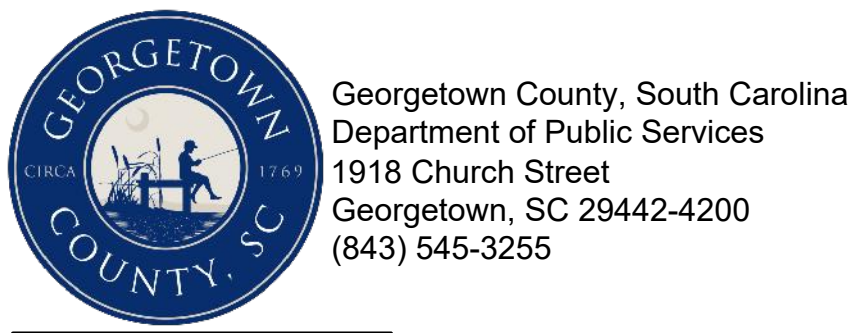 GEORGETOWN
CIRCA 1769
COUNTY, SC
Georgetown County, South Carolina
Department of Public Services
1918 Church Street
Georgetown, SC 29442-4200
(843) 545-3255